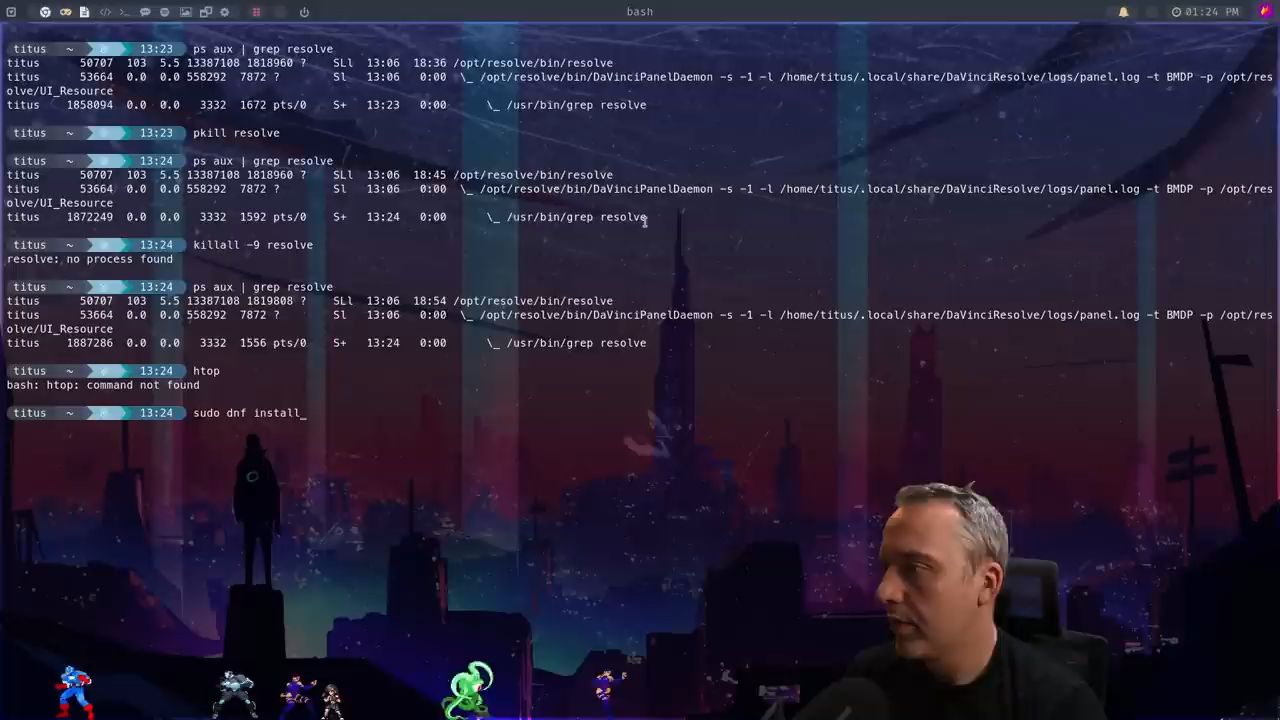 bash
01:24 PM
titus ~ 13:23 ps aux | grep resolve
titus 50707 103 5.5 13387108 1818960 ? SLl 13:06 18:36 /opt/resolve/bin/resolve
titus 53664 0.0 0.0 558292 7872 ? Sl 13:06 0:00 \_ /opt/resolve/bin/DaVinciPanelDaemon -s -1 -l /home/titus/.local/share/DaVinciResolve/logs/panel.log -t BMDP -p /opt/res
olve/UI_Resource
titus 1858094 0.0 0.0 3332 1672 pts/0 S+ 13:23 0:00 \_ /usr/bin/grep resolve
titus ~ 13:23 pkill resolve
titus ~ 13:24 ps aux | grep resolve
titus 50707 103 5.5 13387108 1818960 ? SLl 13:06 18:45 /opt/resolve/bin/resolve
titus 53664 0.0 0.0 558292 7872 ? Sl 13:06 0:00 \_ /opt/resolve/bin/DaVinciPanelDaemon -s -1 -l /home/titus/.local/share/DaVinciResolve/logs/panel.log -t BMDP -p /opt/res
olve/UI_Resource
titus 1872249 0.0 0.0 3332 1592 pts/0 S+ 13:24 0:00 \_ /usr/bin/grep resolve
titus ~ 13:24 killall -9 resolve
resolve: no process found
titus ~ 13:24 ps aux | grep resolve
titus 50707 103 5.5 13387108 1819808 ? SLl 13:06 18:54 /opt/resolve/bin/resolve
titus 53664 0.0 0.0 558292 7872 ? Sl 13:06 0:00 \_ /opt/resolve/bin/DaVinciPanelDaemon -s -1 -l /home/titus/.local/share/DaVinciResolve/logs/panel.log -t BMDP -p /opt/res
olve/UI_Resource
titus 1887286 0.0 0.0 3332 1556 pts/0 S+ 13:24 0:00 \_ /usr/bin/grep resolve
titus ~ 13:24 htop
bash: htop: command not found
titus ~ 13:24 sudo dnf install_